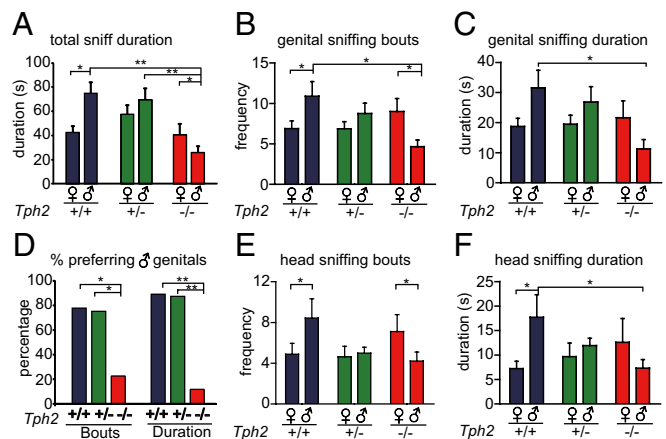 A total sniff duration
duration (s)
100
80
60
40
20
0
* ** ** *
♀ ♂ ♀ ♂ ♀ ♂
Tph2 +/+ +/- -/-
B genital sniffing bouts
frequency
15
10
5
0
* * *
♀ ♂ ♀ ♂ ♀ ♂
Tph2 +/+ +/- -/-
C genital sniffing duration
duration (s)
40
30
20
10
0
*
♀ ♂ ♀ ♂ ♀ ♂
Tph2 +/+ +/- -/-
D % preferring ♂ genitals
percentage
100
80
60
40
20
0
* * ** **
Tph2 +/+ +/- -/- +/+ +/- -/-
Bouts Duration
E head sniffing bouts
frequency
12
8
4
0
* *
♀ ♂ ♀ ♂ ♀ ♂
Tph2 +/+ +/- -/-
F head sniffing duration
duration (s)
25
20
15
10
5
0
* *
♀ ♂ ♀ ♂ ♀ ♂
Tph2 +/+ +/- -/-